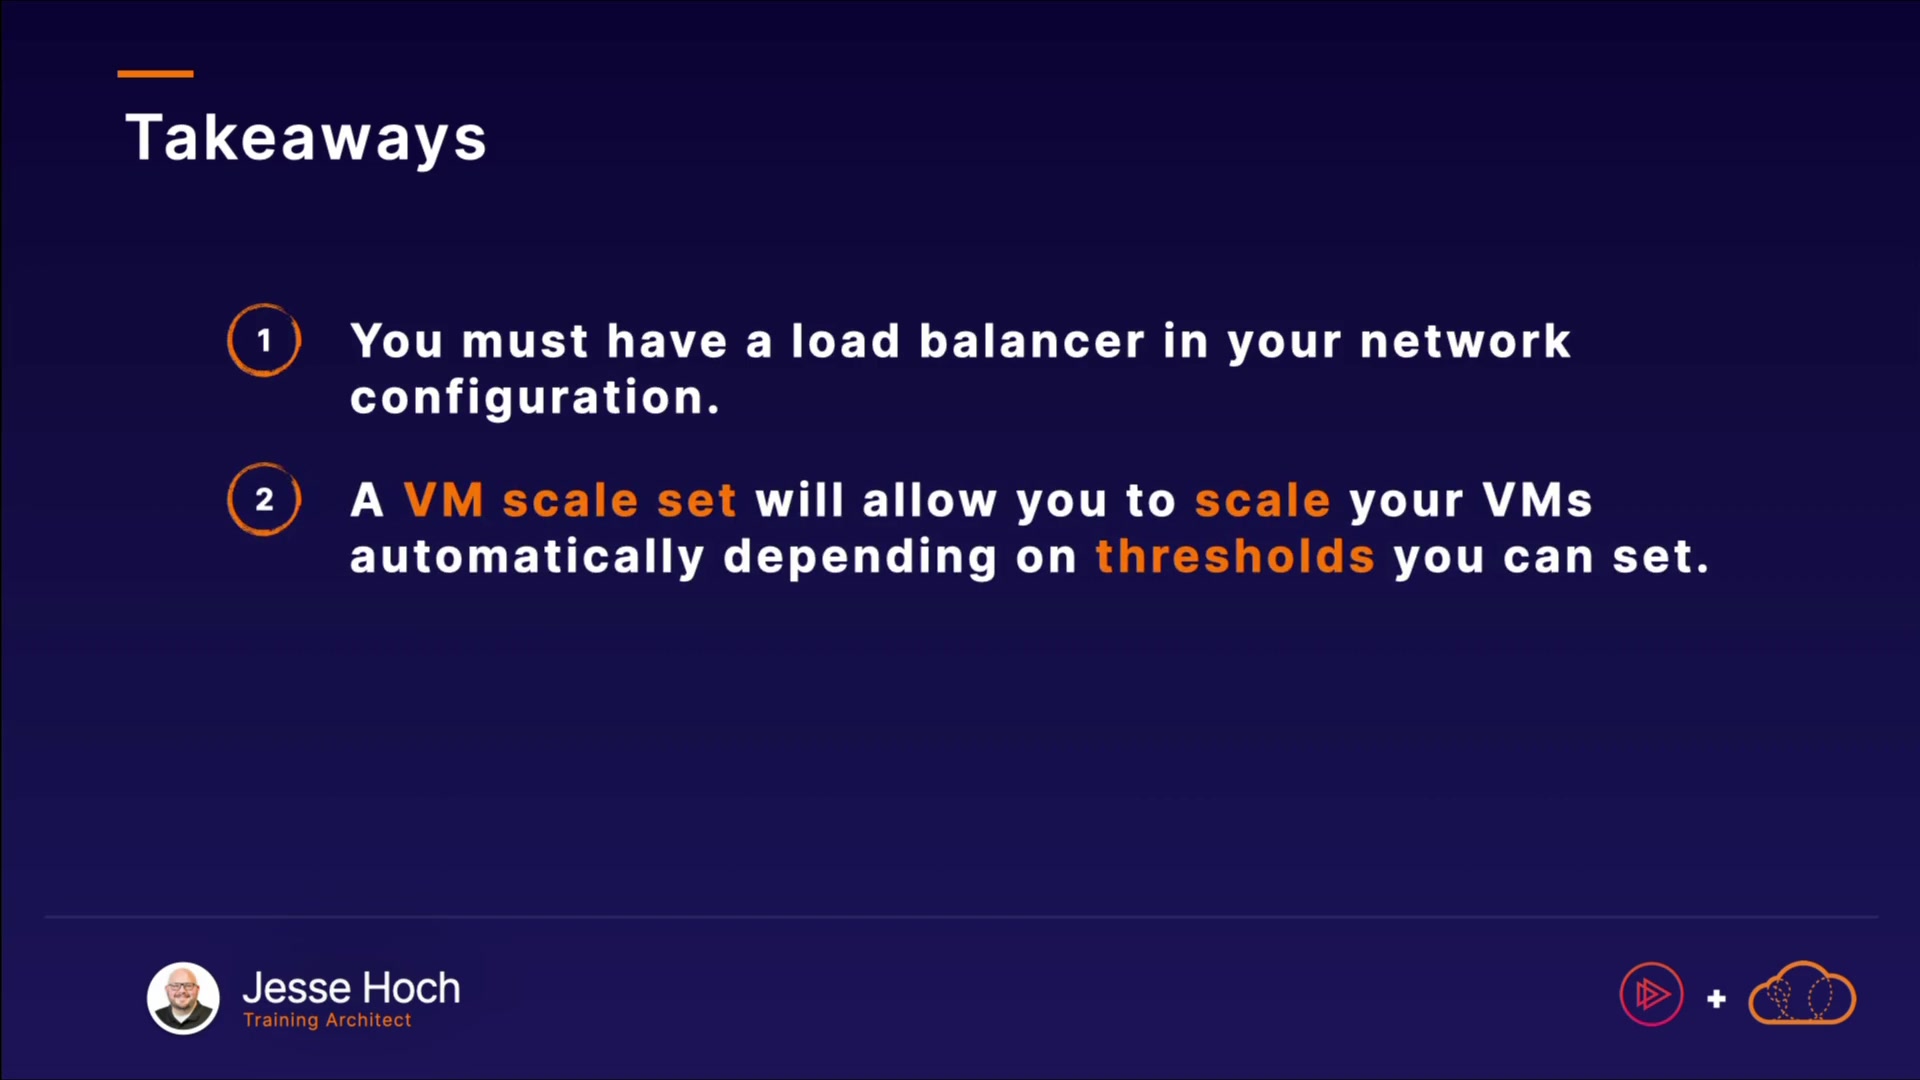 Takeaways
1
You must have a load balancer in your network
configuration.
2
A VM scale set will allow you to scale your VMs
automatically depending on thresholds you can set.
Jesse Hoch
Training Architect
+